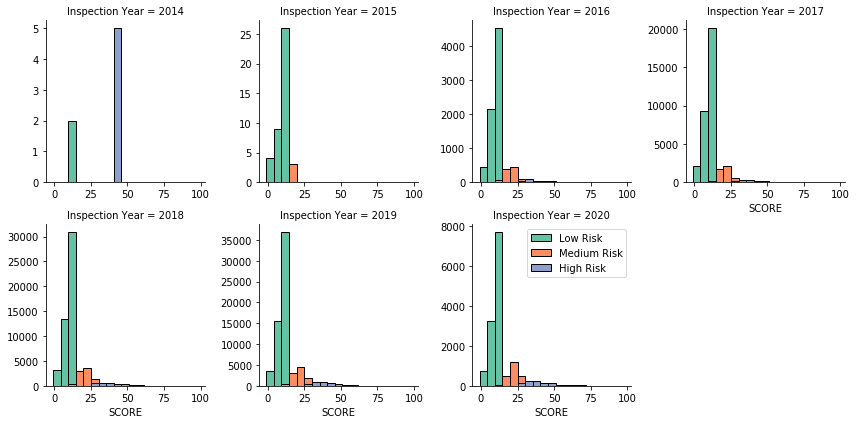 Inspection Year = 2014
5
4
3
2
1
0
0 25 50 75 100
Inspection Year = 2015
25
20
15
10
5
0
0 25 50 75 100
Inspection Year = 2016
4000
3000
2000
1000
0
0 25 50 75 100
Inspection Year = 2017
20000
15000
10000
5000
0
0 25 50 75 100
SCORE
Inspection Year = 2018
30000
25000
20000
15000
10000
5000
0
0 25 50 75 100
SCORE
Inspection Year = 2019
35000
30000
25000
20000
15000
10000
5000
0
0 25 50 75 100
SCORE
Inspection Year = 2020
8000
6000
4000
2000
0
0 25 50 75 100
SCORE
Low Risk
Medium Risk
High Risk